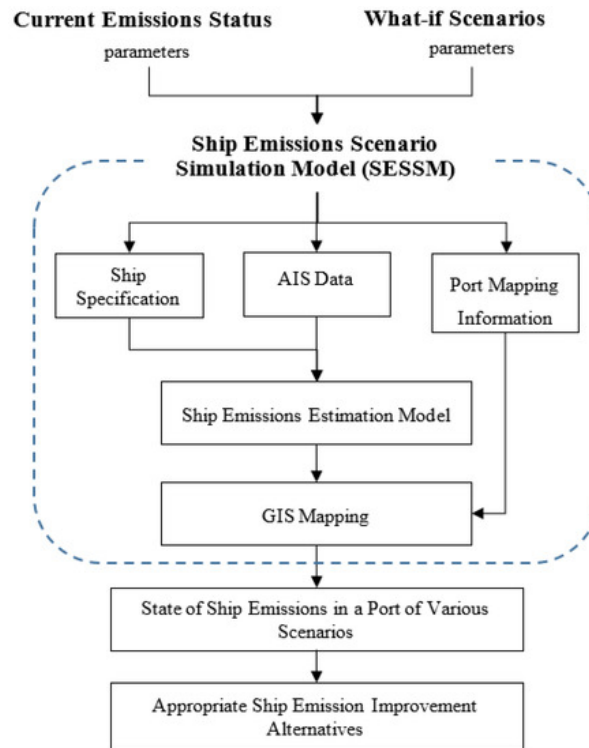 Current Emissions Status
parameters
What-if Scenarios
parameters
Ship Emissions Scenario
Simulation Model (SESSM)
Ship
Specification
AIS Data
Port Mapping
Information
Ship Emissions Estimation Model
GIS Mapping
State of Ship Emissions in a Port of Various
Scenarios
Appropriate Ship Emission Improvement
Alternatives